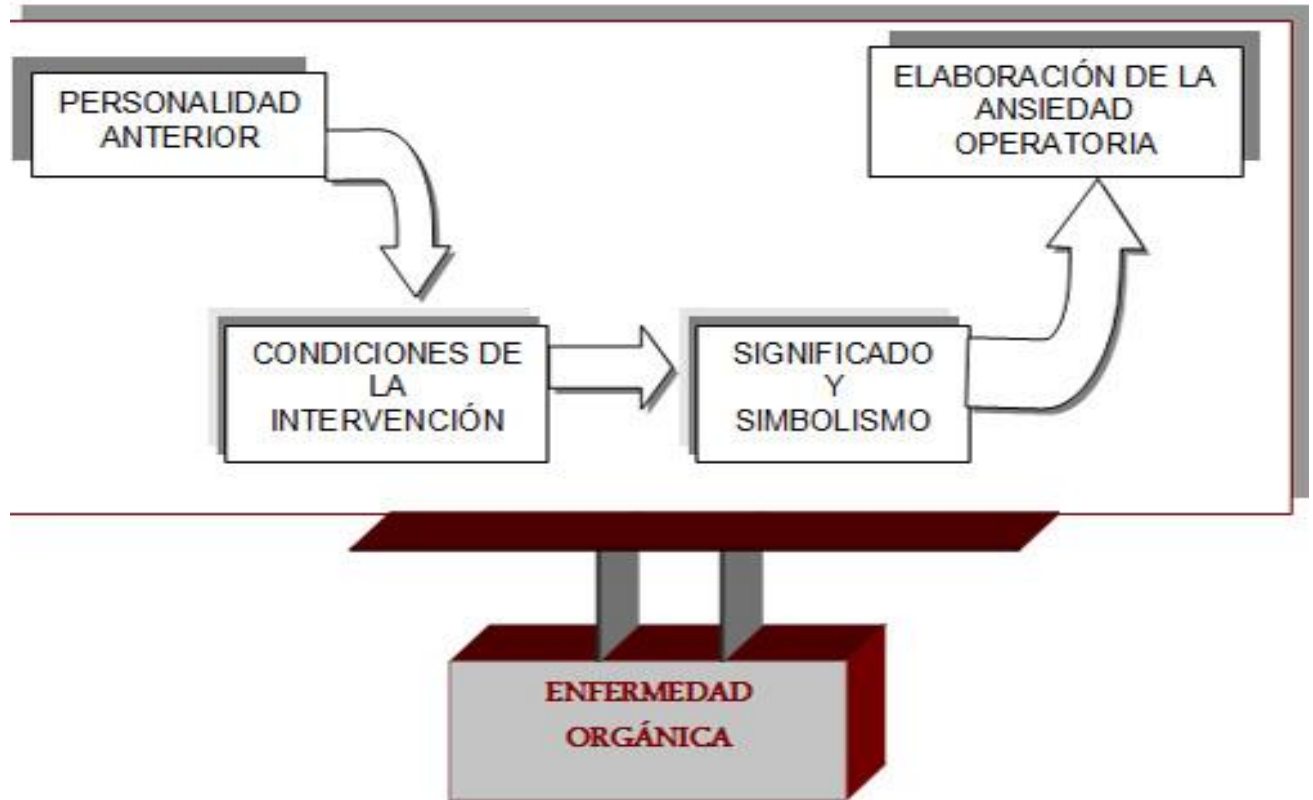 PERSONALIDAD
ANTERIOR
ELABORACIÓN DE LA
ANSIEDAD
OPERATORIA
CONDICIONES DE
LA
INTERVENCIÓN
SIGNIFICADO
Y
SIMBOLISMO
ENFERMEDAD
ORGÁNICA